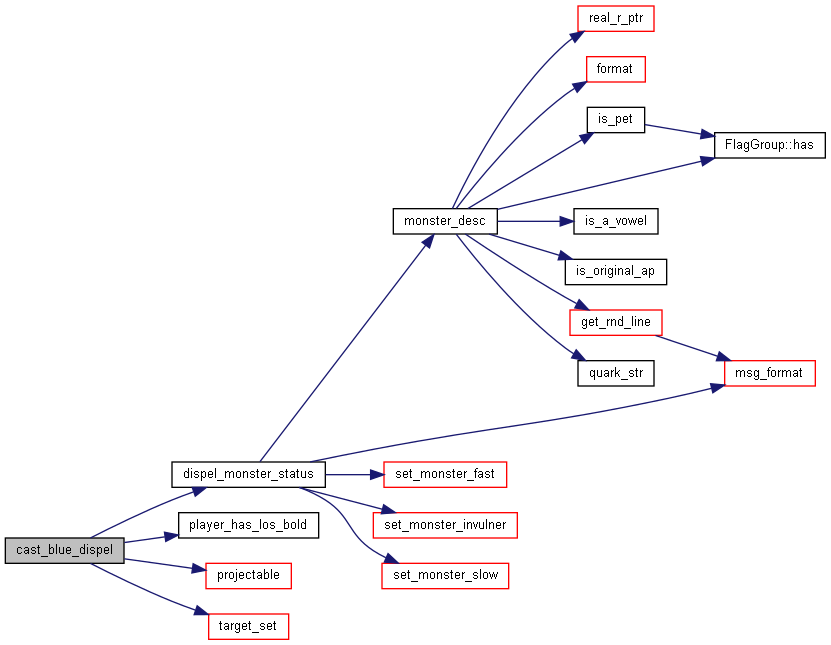 real_r_ptr
format
is_pet
FlagGroup::has
monster_desc
is_a_vowel
is_original_ap
get_rnd_line
quark_str
msg_format
dispel_monster_status
set_monster_fast
player_has_los_bold
set_monster_invulner
cast_blue_dispel
projectable
set_monster_slow
target_set